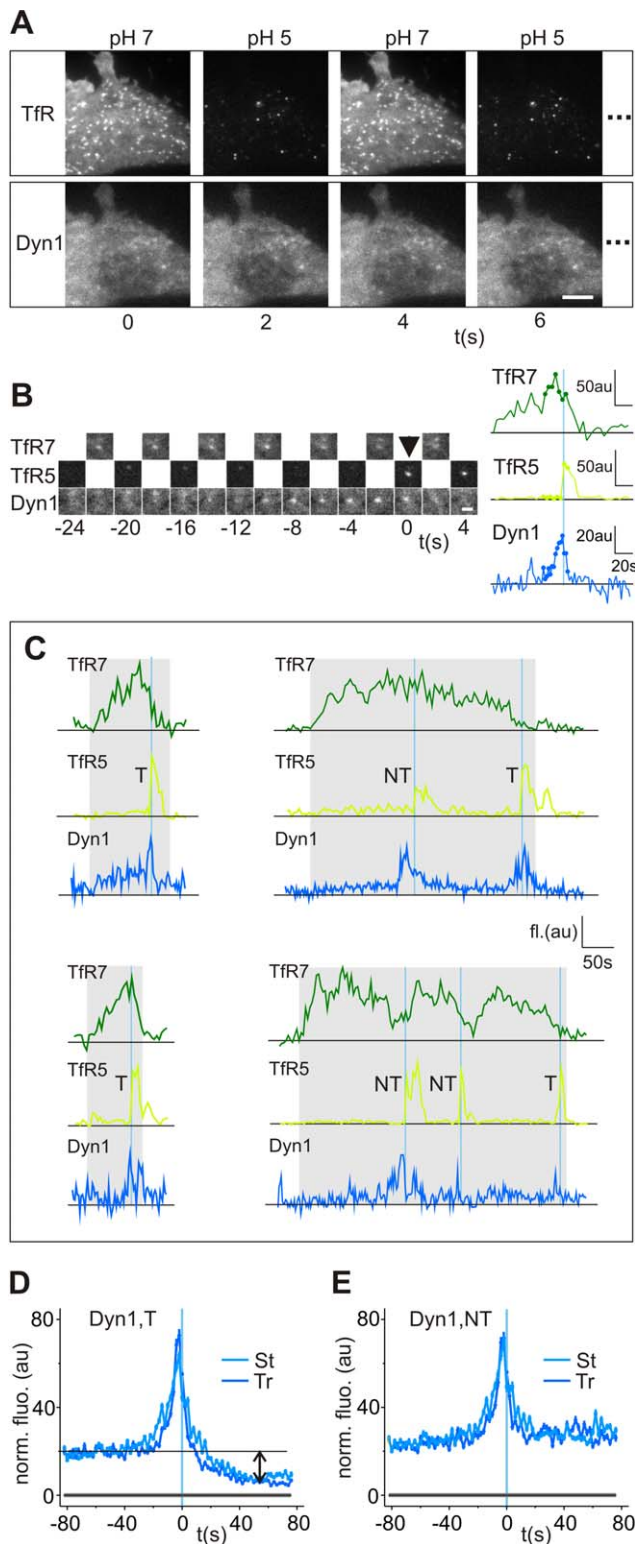 A
pH 7 pH 5 pH 7 pH 5
TfR
Dyn1
0 2 4 6
t(s)
B
TfR7
TfR5
Dyn1
-24 -20 -16 -12 -8 -4 0 4
t(s)
TfR7
50au
TfR5
50au
Dyn1
20au
20s
C
TfR7
TfR5
T
Dyn1
TfR7
TfR5
NT T
Dyn1
fl.(au)
50s
TfR7
TfR5
T
Dyn1
TfR7
TfR5
NT NT T
Dyn1
D
80
Dyn1,T
St
Tr
norm. fluo. (au)
40
0
-80 -40 0 40 80
t(s)
E
80
Dyn1,NT
St
Tr
norm. fluo. (au)
40
0
-80 -40 0 40 80
t(s)